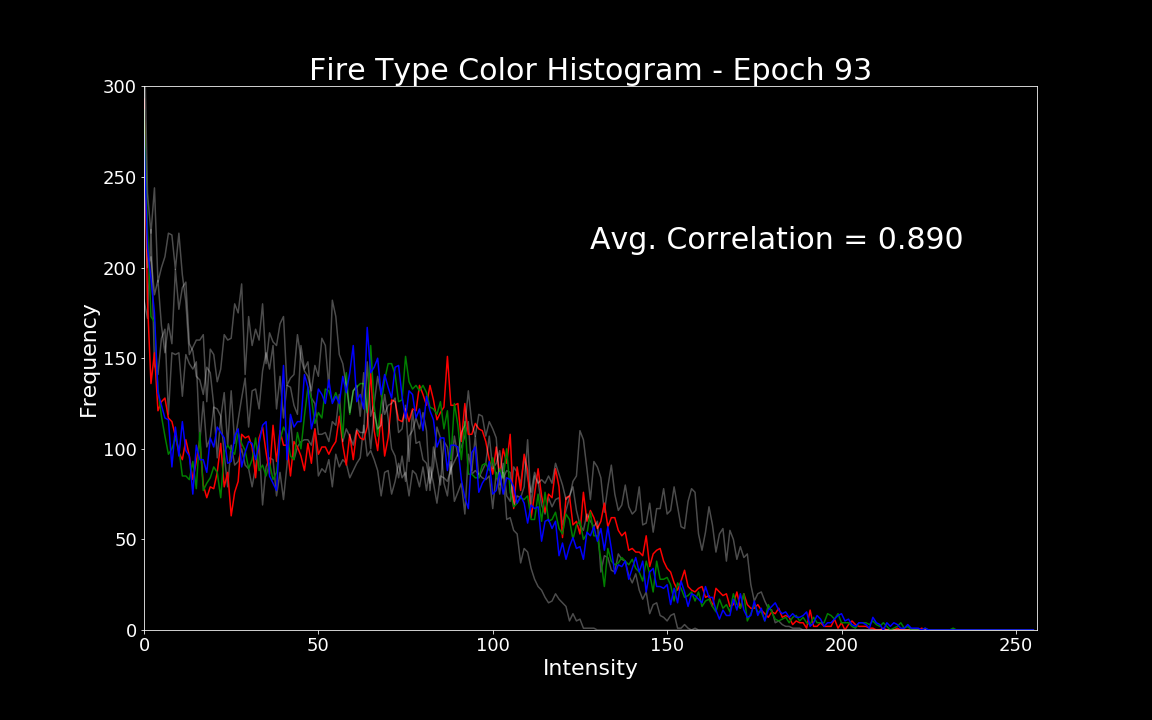 Fire Type Color Histogram - Epoch 93
300
250
200
150
100
50
0
Frequency
Avg. Correlation = 0.890
0 50 100 150 200 250
Intensity